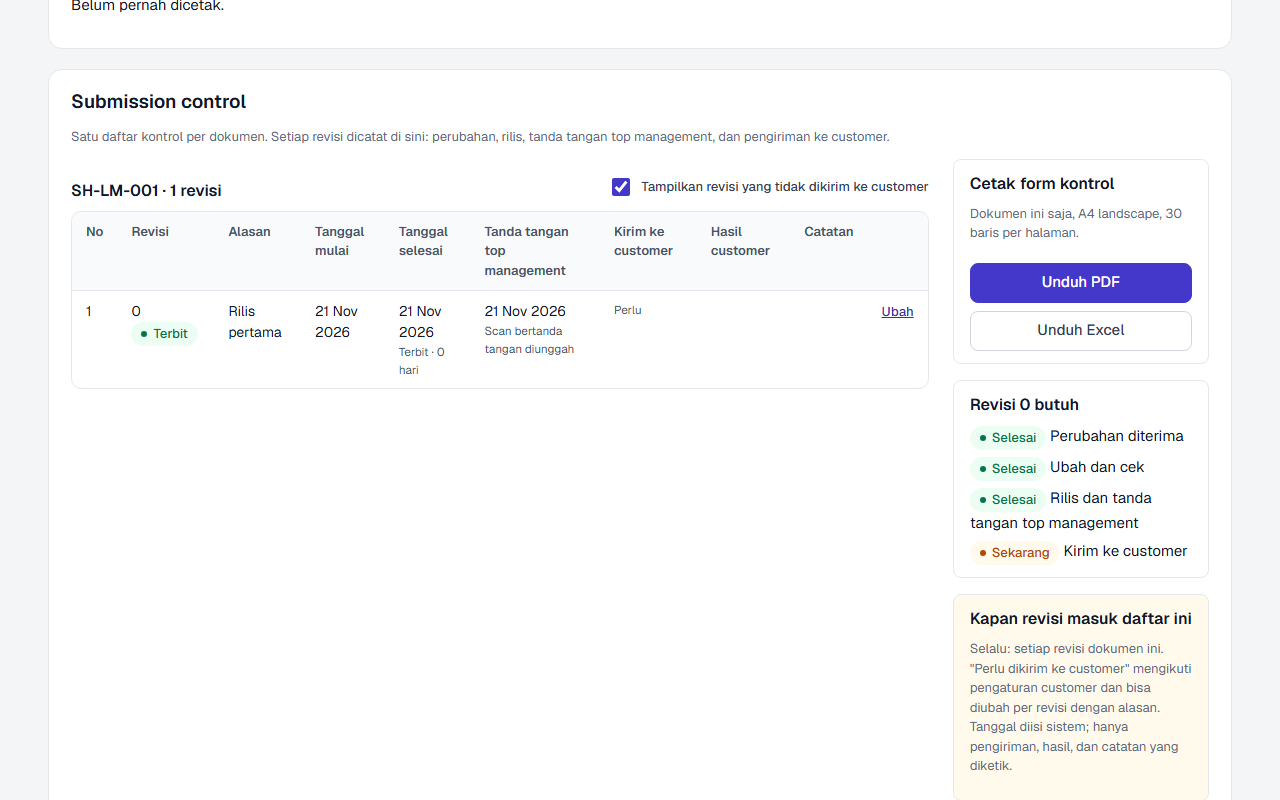 Belum pernah dicetak.
Submission control
Satu daftar kontrol per dokumen. Setiap revisi dicatat di sini: perubahan, rilis, tanda tangan top management, dan pengiriman ke customer.
SH-LM-001 · 1 revisi
Tampilkan revisi yang tidak dikirim ke customer
No
Revisi
Alasan
Tanggal
mulai
Tanggal
selesai
Tanda tangan
top
management
Kirim ke
customer
Hasil
customer
Catatan
1
0
Terbit
Rilis
pertama
21 Nov
2026
21 Nov
2026
Terbit · 0
hari
21 Nov 2026
Scan bertanda
tangan diunggah
Perlu
Ubah
Cetak form kontrol
Dokumen ini saja, A4 landscape, 30
baris per halaman.
Unduh PDF
Unduh Excel
Revisi 0 butuh
Selesai Perubahan diterima
Selesai Ubah dan cek
Selesai Rilis dan tanda
tangan top management
Sekarang Kirim ke customer
Kapan revisi masuk daftar ini
Selalu: setiap revisi dokumen ini.
"Perlu dikirim ke customer" mengikuti
pengaturan customer dan bisa
diubah per revisi dengan alasan.
Tanggal diisi sistem; hanya
pengiriman, hasil, dan catatan yang
diketik.